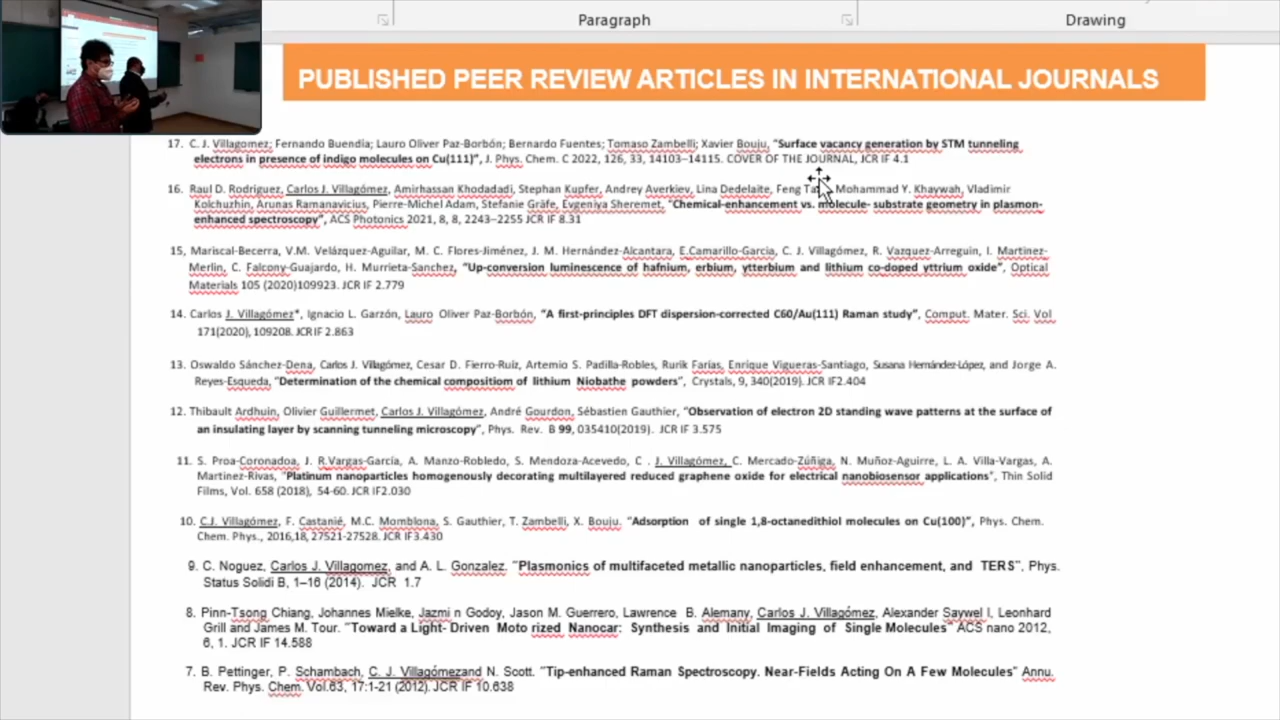 Paragraph
Drawing
PUBLISHED PEER REVIEW ARTICLES IN INTERNATIONAL JOURNALS
17. C. J. Villagomez; Fernando Buendia; Lauro Oliver Paz-Borbón; Bernardo Fuentes; Tomaso Zambelli; Xavier Bouju, "Surface vacancy generation by STM tunneling
electrons in presence of indigo molecules on Cu(111)", J. Phys. Chem. C 2022, 126, 33, 14103–14115. COVER OF THE JOURNAL, JCR IF 4.1
16. Raul D. Rodriguez, Carlos J. Villagómez, Amirhassan Khodadadi, Stephan Kupfer, Andrey Averkiev, Lina Dedelaite, Feng Mohammad Y. Khaywah, Vladimir
Kolchuzhin, Arunas Ramanavicius, Pierre-Michel Adam, Stefanie Gräfe, Evgeniya Sheremet, "Chemical-enhancement vs. molecule- substrate geometry in plasmon-
enhanced spectroscopy", ACS Photonics 2021, 8, 8, 2243–2255 JCR IF 8.31
15, Mariscal-Becerra, V.M. Velázquez-Aguilar, M. C. Flores-Jiménez, J. M. Hernández-Alcantara, E.Camarillo-Garcia, C. J. Villagómez, R. Vazquez-Arreguin, I. Martinez-
Merlin, C. Falcony-Guajardo, H. Murrieta-Sanchez, "Up-conversion luminescence of hafnium, erbium, ytterbium and lithium co-doped yttrium oxide", Optical
Materials 105 (2020)109923. JCR IF 2.779
14. Carlos J. Villagómez*, Ignacio L. Garzón, Lauro Oliver Paz-Borbón, "A first-principles DFT dispersion-corrected C60/Au(111) Raman study", Comput. Mater. Sci. Vol
171(2020), 109208. JCR IF 2.863
13. Oswaldo Sánchez-Dena, Carlos J. Villagómez, Cesar D. Fierro-Ruiz, Artemio S. Padilla-Robles, Rurik Farías, Enrique Vigueras-Santiago, Susana Hernández-López, and Jorge A.
Reyes-Esqueda, "Determination of the chemical compositiom of lithium Niobathe powders", Crystals, 9, 340(2019). JCR IF2.404
12. Thibault Ardhuin, Olivier Guillermet, Carlos J. Villagómez, André Gourdon, Sébastien Gauthier, "Observation of electron 2D standing wave patterns at the surface of
an insulating layer by scanning tunneling microscopy", Phys. Rev. B 99, 035410(2019). JCR IF 3.575
11. S. Proa-Coronadoa, J. R.Vargas-García, A. Manzo-Robledo, S. Mendoza-Acevedo, C . J. Villagómez, C. Mercado-Zúñiga, N. Muñoz-Aguirre, L. A. Villa-Vargas, A.
Martinez-Rivas, "Platinum nanoparticles homogenously decorating multilayered reduced graphene oxide for electrical nanobiosensor applications", Thin Solid
Films, Vol. 658 (2018), 54-60. JCR IF2.030
10. C.J. Villagómez, F. Castanié, M.C. Momblona, S. Gauthier, T. Zambelli, X. Bouju. "Adsorption of single 1,8-octanedithiol molecules on Cu(100)", Phys. Chem.
Chem. Phys., 2016,18, 27521-27528. JCR IF3.430
9. C. Noguez, Carlos J. Villagomez, and A. L. Gonzalez. "Plasmonics of multifaceted metallic nanoparticles, field enhancement, and TERS", Phys.
Status Solidi B, 1–16 (2014). JCR 1.7
8. Pinn-Tsong Chiang, Johannes Mielke, Jazmi n Godoy, Jason M. Guerrero, Lawrence B. Alemany, Carlos J. Villagómez, Alexander Saywel l, Leonhard
Grill and James M. Tour. "Toward a Light- Driven Moto rized Nanocar: Synthesis and Initial Imaging of Single Molecules" ACS nano 2012,
6, 1. JCR IF 14.588
7. B. Pettinger, P. Schambach, C. J. Villagómezand N. Scott. "Tip-enhanced Raman Spectroscopy. Near-Fields Acting On A Few Molecules" Annu.
Rev. Phys. Chem. Vol.63, 17:1-21 (2012). JCR IF 10.638